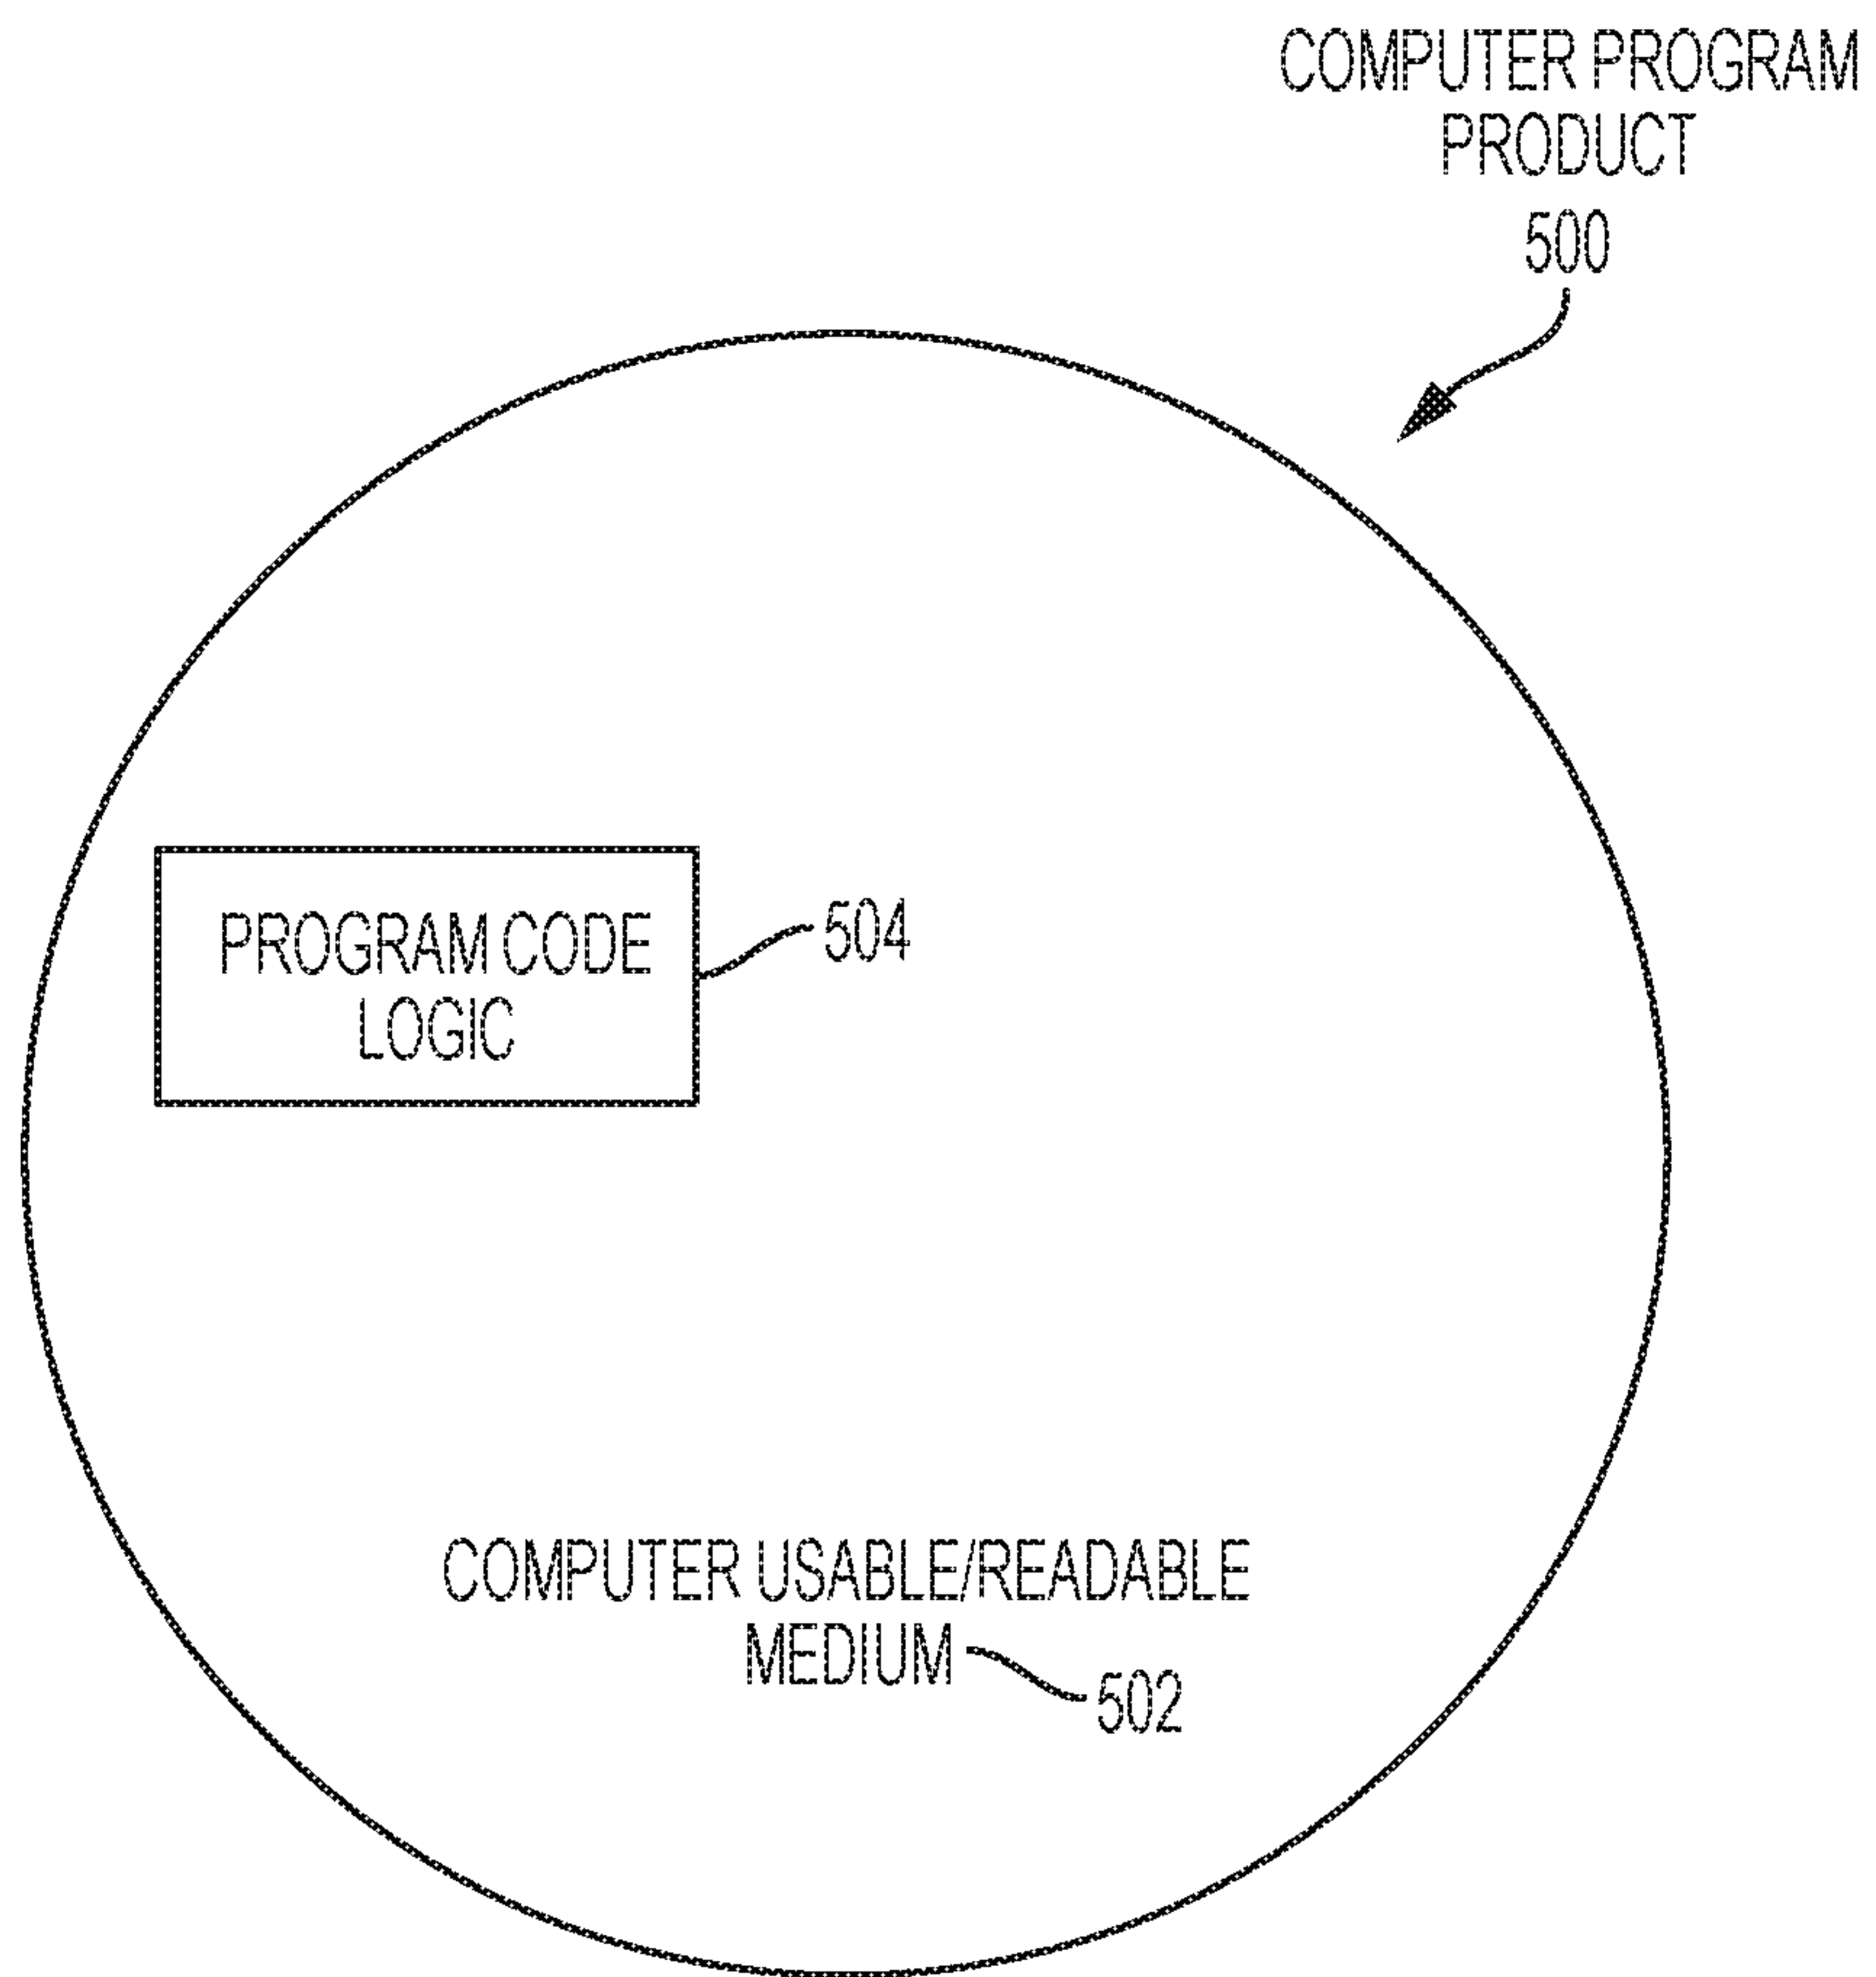 COMPUTER PROGRAM
PRODUCT
500
PROGRAM CODE
LOGIC
504
COMPUTER USABLE/READABLE
MEDIUM
502